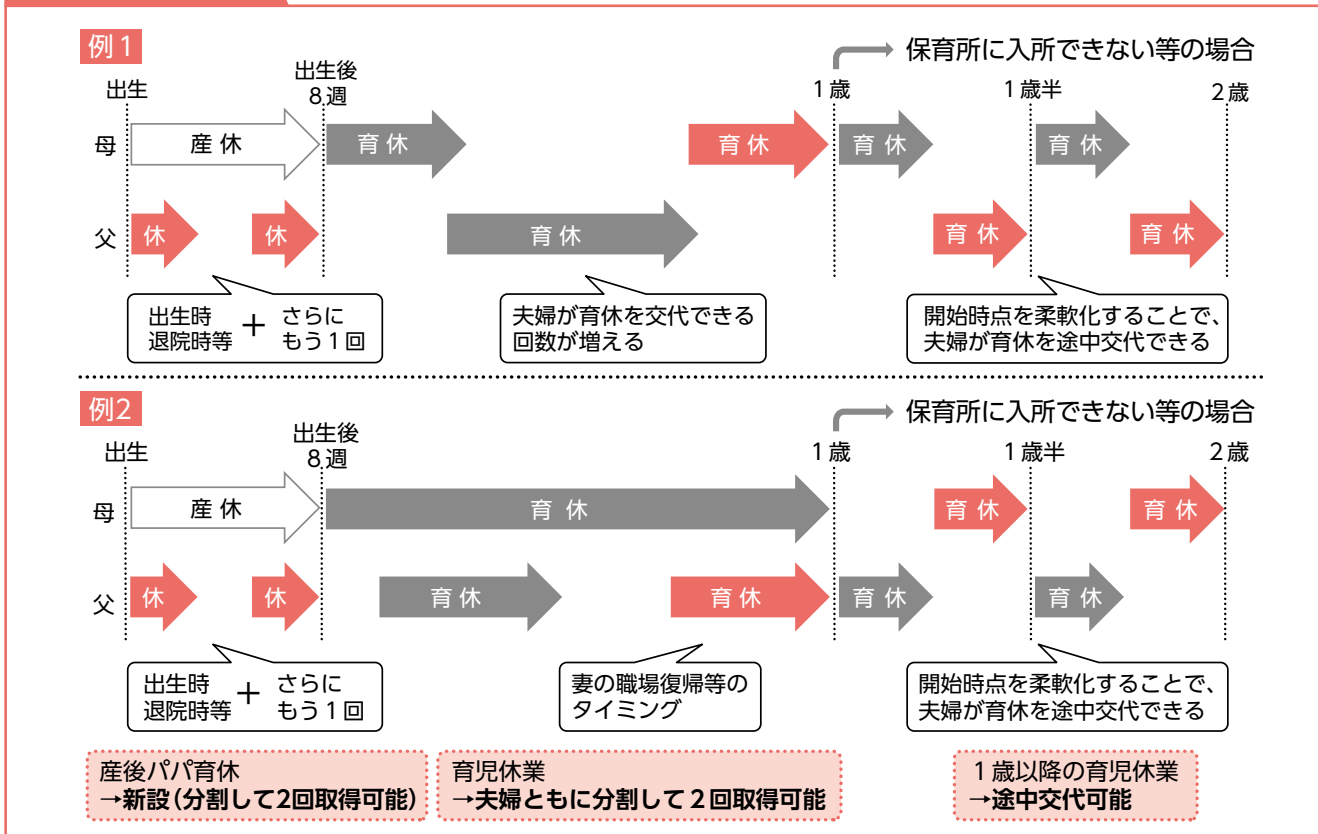 例1
保育所に入所できない等の場合
出生
出生後
8週
1歳
1歳半
2歳
母
産休
育休
育休
育休
育休
父
休
休
育休
育休
育休
出生時
退院時等
+
さらに
もう1回
夫婦が育休を交代できる
回数が増える
開始時点を柔軟化することで、
夫婦が育休を途中交代できる
例2
保育所に入所できない等の場合
出生
出生後
8週
1歳
1歳半
2歳
母
産休
育休
育休
育休
父
休
休
育休
育休
育休
育休
出生時
退院時等
+
さらに
もう1回
妻の職場復帰等の
タイミング
開始時点を柔軟化することで、
夫婦が育休を途中交代できる
産後パパ育休
→新設(分割して2回取得可能)
育児休業
→夫婦ともに分割して2回取得可能
1歳以降の育児休業
→途中交代可能